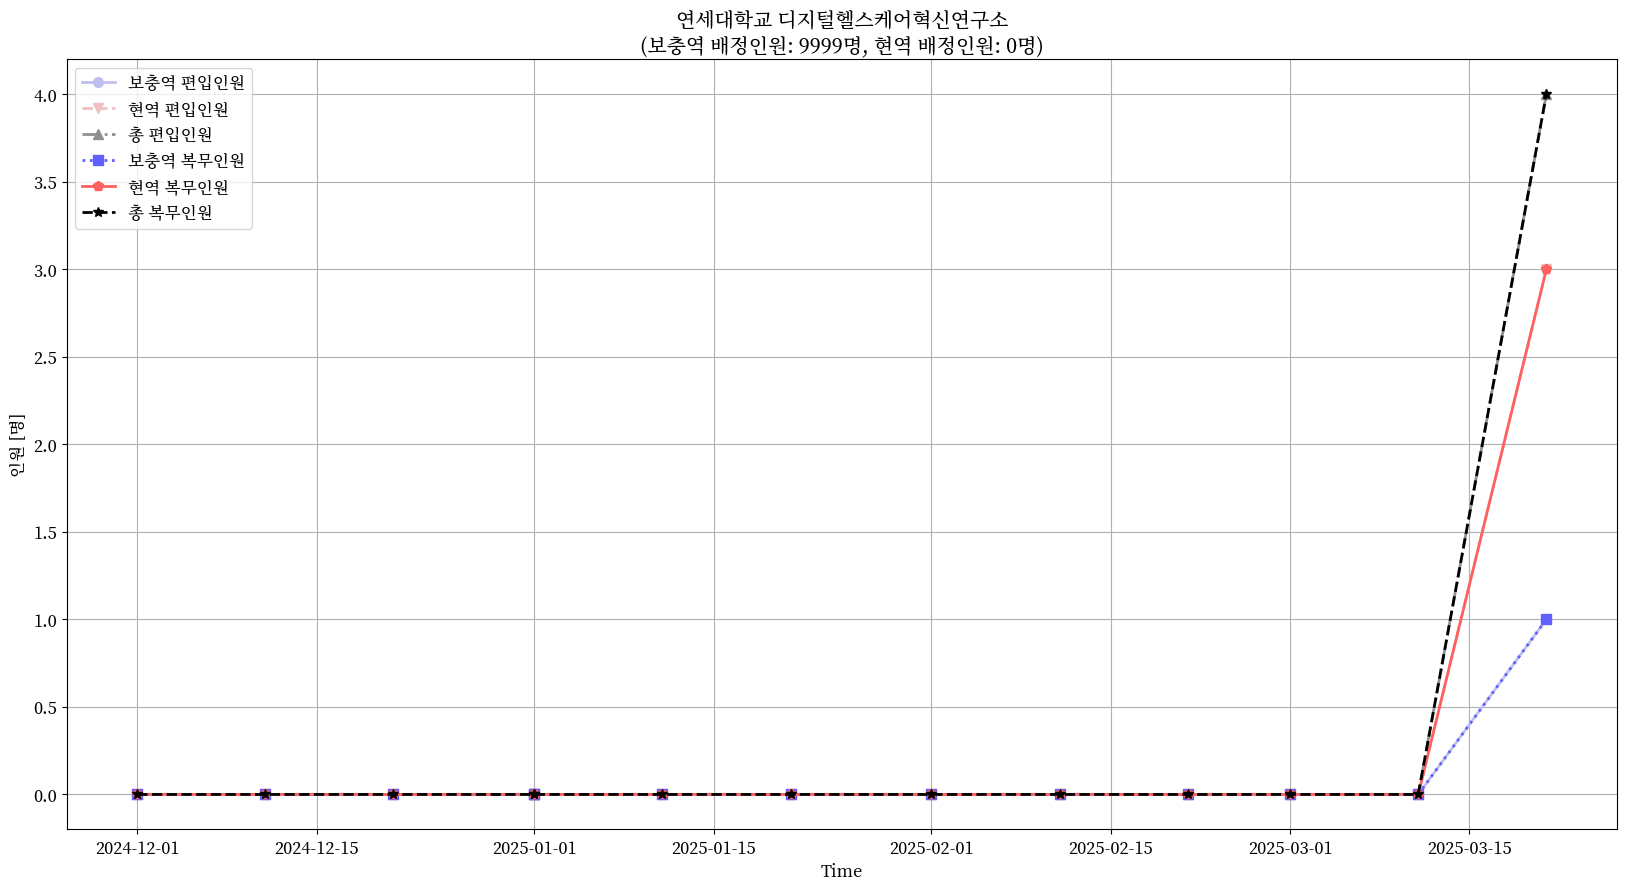 연세대학교 디지털헬스케어혁신연구소
(보충역 배정인원: 9999명, 현역 배정인원: 0명)
보충역 편입인원
현역 편입인원
총 편입인원
보충역 복무인원
현역 복무인원
총 복무인원
4.0
3.5
3.0
2.5
2.0
1.5
1.0
0.5
0.0
인원 [명]
2024-12-01
2024-12-15
2025-01-01
2025-01-15
2025-02-01
2025-02-15
2025-03-01
2025-03-15
Time